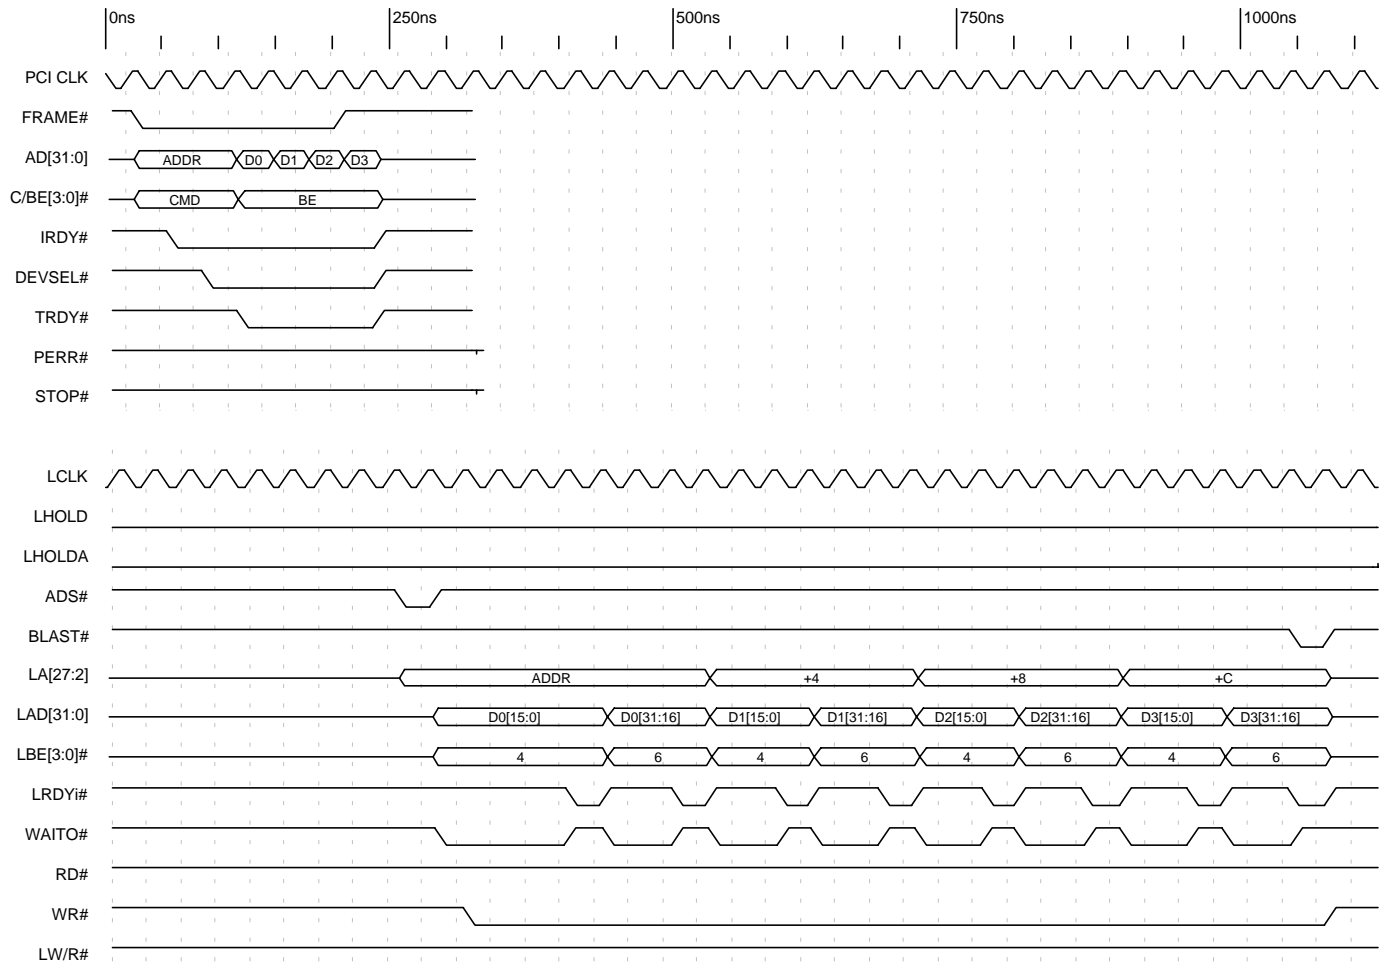 0ns 250ns 500ns 750ns 1000ns
PCI CLK
FRAME#
AD[31:0] ADDR D0 D1 D2 D3
C/BE[3:0]# CMD BE
IRDY#
DEVSEL#
TRDY#
PERR#
STOP#
LCLK
LHOLD
LHOLDA
ADS#
BLAST#
LA[27:2] ADDR +4 +8 +C
LAD[31:0] D0[15:0] D0[31:16] D1[15:0] D1[31:16] D2[15:0] D2[31:16] D3[15:0] D3[31:16]
LBE[3:0]# 4 6 4 6 4 6 4 6
LRDYi#
WAITO#
RD#
WR#
LW/R#